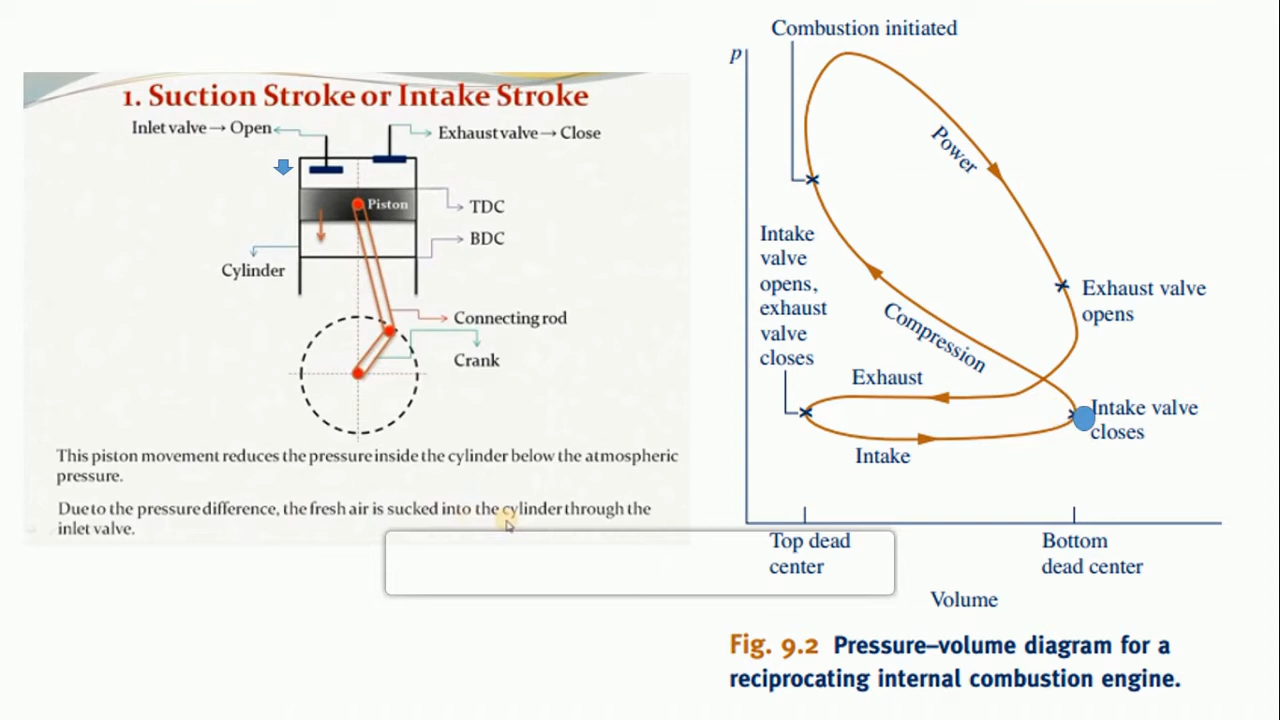 1. Suction Stroke or Intake Stroke
Inlet valve→Open
Exhaust valve→Close
Piston
TDC
BDC
Cylinder
Connecting rod
Crank
This piston movement reduces the pressure inside the cylinder below the atmospheric
pressure.
Due to the pressure difference, the fresh air is sucked into the cylinder through the
inlet valve.
Combustion initiated
p
Power
Intake
valve
opens,
exhaust
valve
closes
Exhaust valve
opens
Compression
Exhaust
Intake valve
closes
Intake
Top dead
center
Bottom
dead center
Volume
Fig. 9.2 Pressure–volume diagram for a
reciprocating internal combustion engine.